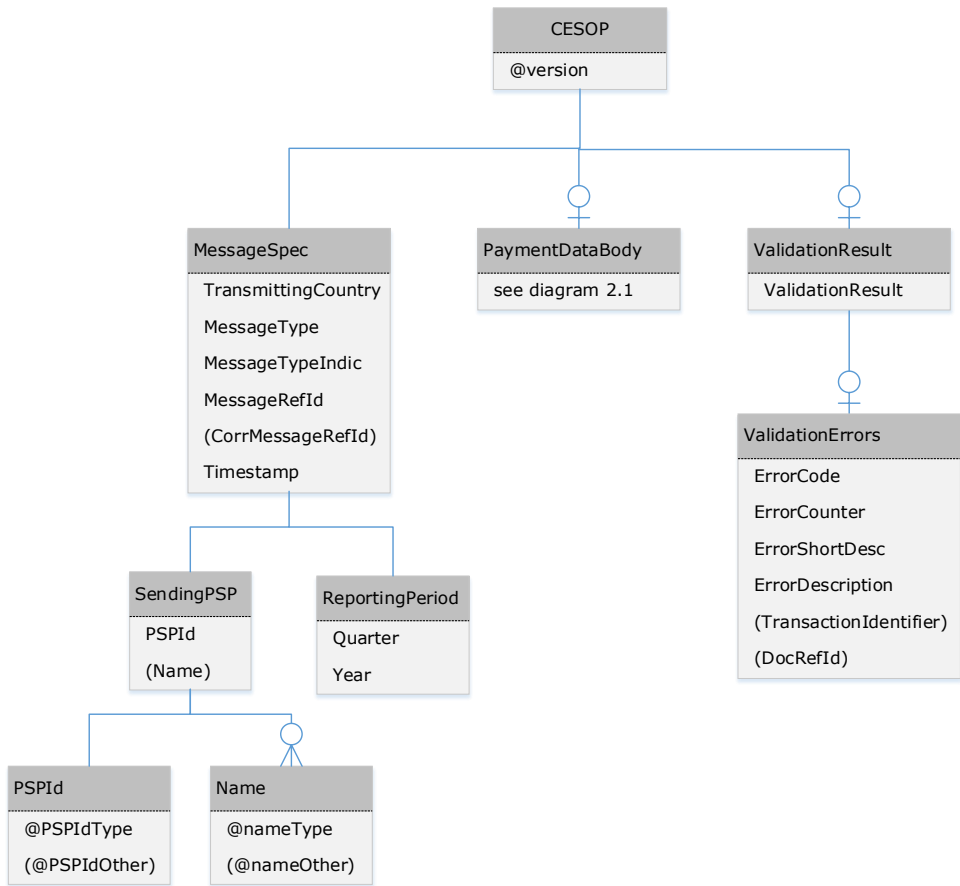 CESOP
@version
MessageSpec
TransmittingCountry
MessageType
MessageTypeIndic
MessageRefId
(CorrMessageRefId)
Timestamp
PaymentDataBody
see diagram 2.1
ValidationResult
ValidationResult
ValidationErrors
ErrorCode
ErrorCounter
ErrorShortDesc
ErrorDescription
(TransactionIdentifier)
(DocRefId)
SendingPSP
PSPId
(Name)
ReportingPeriod
Quarter
Year
PSPId
@PSPIdType
(@PSPIdOther)
Name
@nameType
(@nameOther)